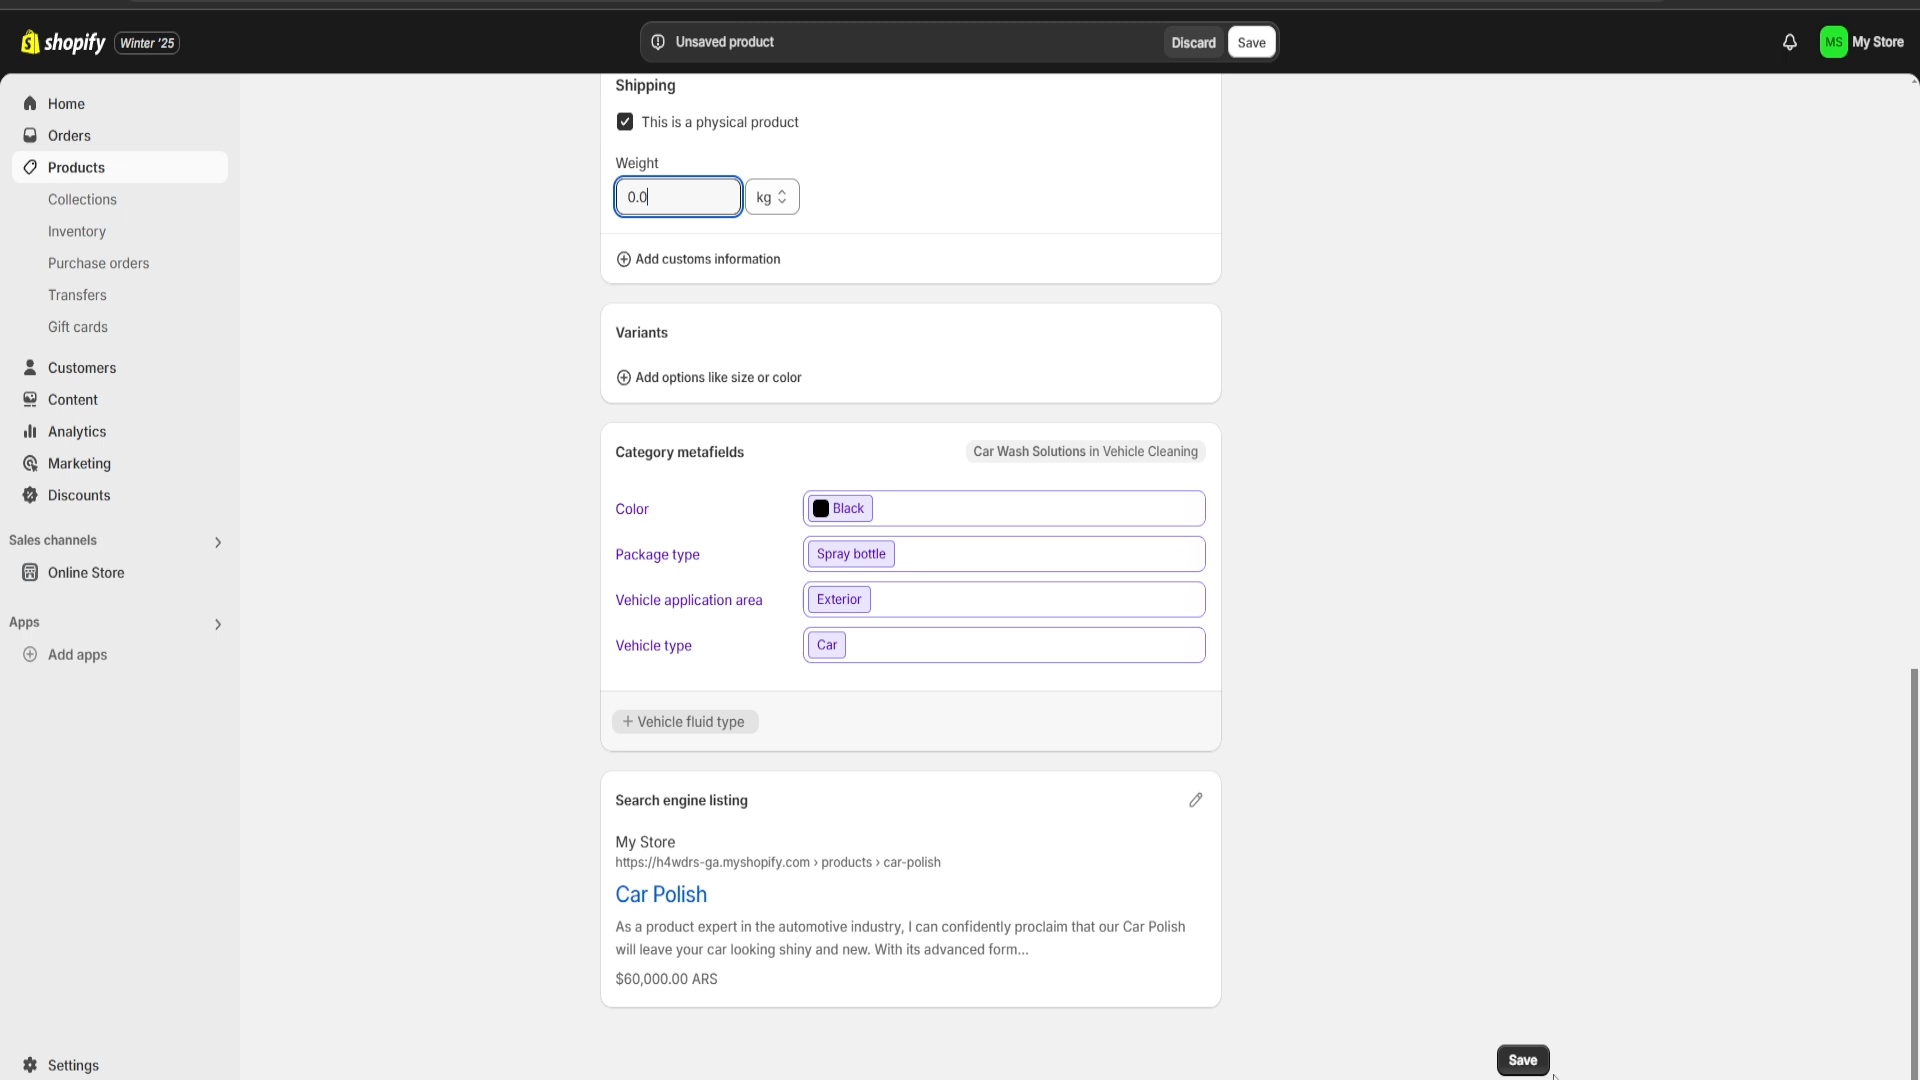 shopify Winter '25
Unsaved product
Discard
Save
MS My Store
Home
Orders
Products
Collections
Inventory
Purchase orders
Transfers
Gift cards
Customers
Content
Analytics
Marketing
Discounts
Sales channels
Online Store
Apps
Add apps
Settings
Shipping
This is a physical product
Weight
0.0 kg
Add customs information
Variants
Add options like size or color
Category metafields
Car Wash Solutions in Vehicle Cleaning
Color Black
Package type Spray bottle
Vehicle application area Exterior
Vehicle type Car
+ Vehicle fluid type
Search engine listing
My Store
https://h4wdrs-ga.myshopify.com › products › car-polish
Car Polish
As a product expert in the automotive industry, I can confidently proclaim that our Car Polish
will leave your car looking shiny and new. With its advanced form...
$60,000.00 ARS
Save